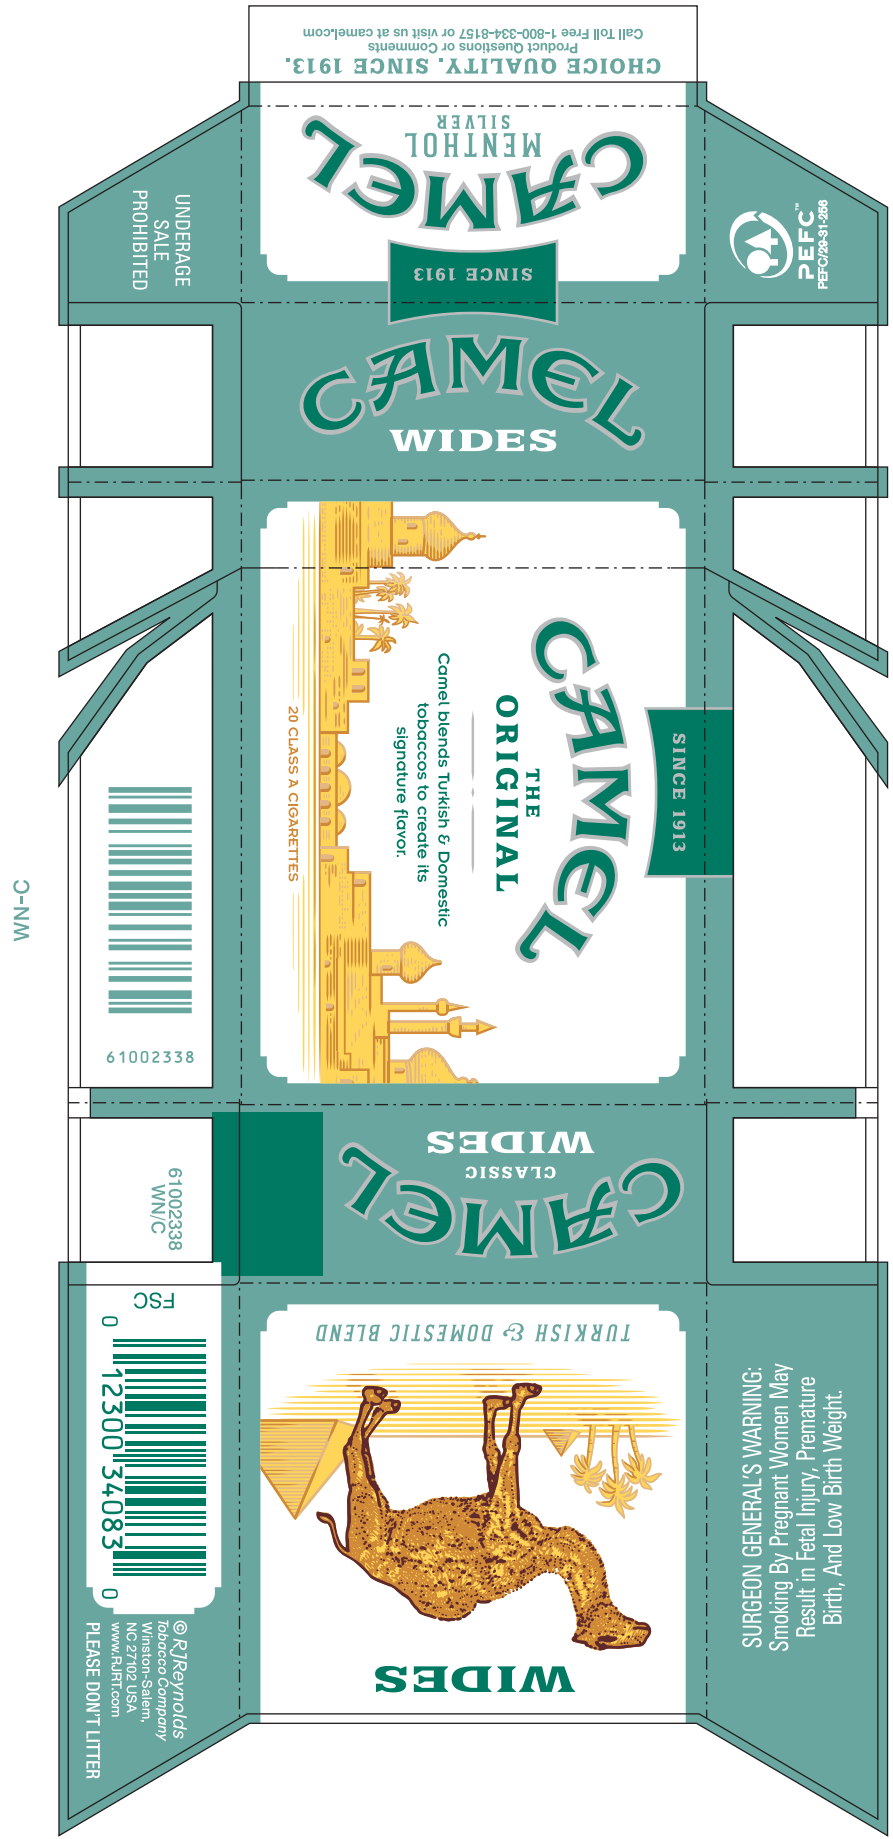 CHOICE QUALITY. SINCE 1913.
Product Questions or Comments
Call Toll Free 1-800-334-8157 or visit us at camel.com
CAMEL
MENTHOL
SILVER
SINCE 1913
UNDERAGE
SALE
PROHIBITED
PEFC™
PEFC/29-31-256
CAMEL
WIDES
SINCE 1913
CAMEL
THE
ORIGINAL
Camel blends Turkish & Domestic
tobaccos to create its
signature flavor.
20 CLASS A CIGARETTES
61002338
WN-C
CAMEL
CLASSIC
WIDES
61002338
WN/C
FSC
0 12300 34083 0
TURKISH & DOMESTIC BLEND
WIDES
SURGEON GENERAL'S WARNING:
Smoking By Pregnant Women May
Result in Fetal Injury, Premature
Birth, And Low Birth Weight.
© RJReynolds
Tobacco Company
Winston-Salem,
NC 27102 USA
www.RJRT.com
PLEASE DON'T LITTER